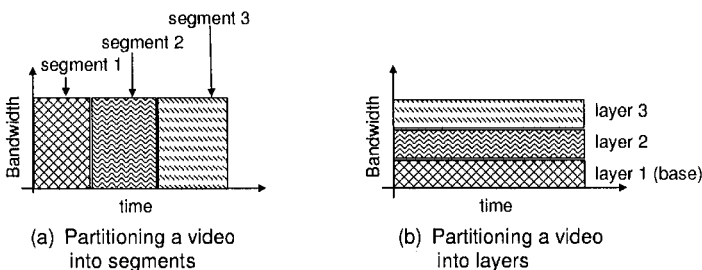 segment 3
segment 2
segment 1
Bandwidth
time
(a) Partitioning a video
into segments
Bandwidth
layer 3
layer 2
layer 1 (base)
time
(b) Partitioning a video
into layers